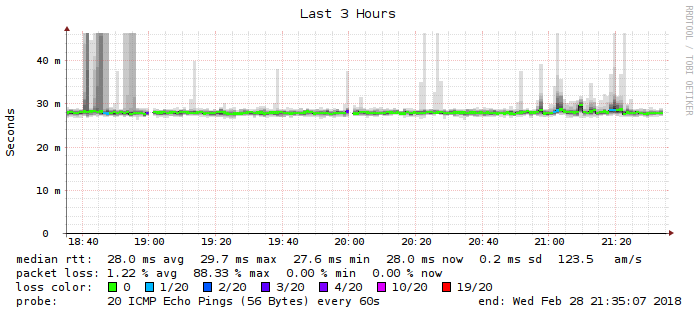 Last 3 Hours
RRDTOOL / TOBI OETIKER
Seconds
40 m
30 m
20 m
10 m
0
18:40 19:00 19:20 19:40 20:00 20:20 20:40 21:00 21:20
median rtt: 28.0 ms avg 29.7 ms max 27.6 ms min 28.0 ms now 0.2 ms sd 123.5 am/s
packet loss: 1.22 % avg 88.33 % max 0.00 % min 0.00 % now
loss color: 0 1/20 2/20 3/20 4/20 10/20 19/20
probe: 20 ICMP Echo Pings (56 Bytes) every 60s end: Wed Feb 28 21:35:07 2018